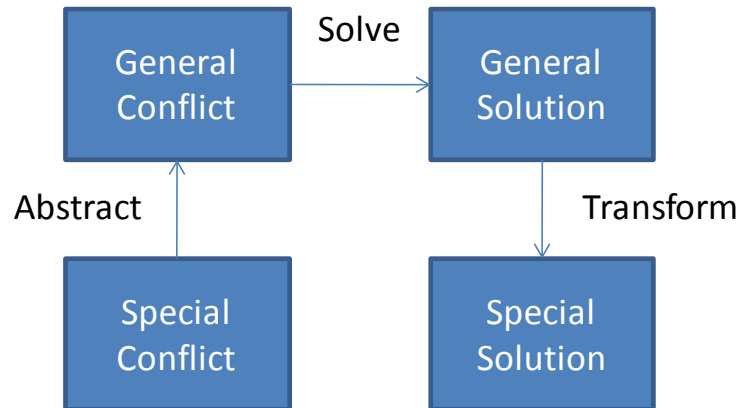 Solve
General
Conflict
General
Solution
Abstract
Transform
Special
Conflict
Special
Solution